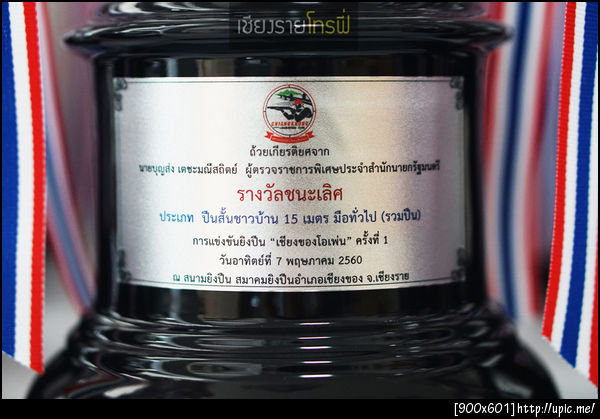 เชียงรายโทรฟี่
CHIANGKHONG
ถ้วยเกียรติยศจาก
นายบุญส่ง เตชะมณีสถิตย์ ผู้ตรวจราชการพิเศษประจำสำนักนายกรัฐมนตรี
รางวัลชนะเลิศ
ประเภท ปืนสั้นชาวบ้าน 15 เมตร มือทั่วไป (รวมปืน)
การแข่งขันยิงปืน “เชียงของโอเพ่น” ครั้งที่ 1
วันอาทิตย์ที่ 7 พฤษภาคม 2560
ณ สนามยิงปืน สมาคมยิงปืนอำเภอเชียงของ จ.เชียงราย
[900x601]http://upic.me/